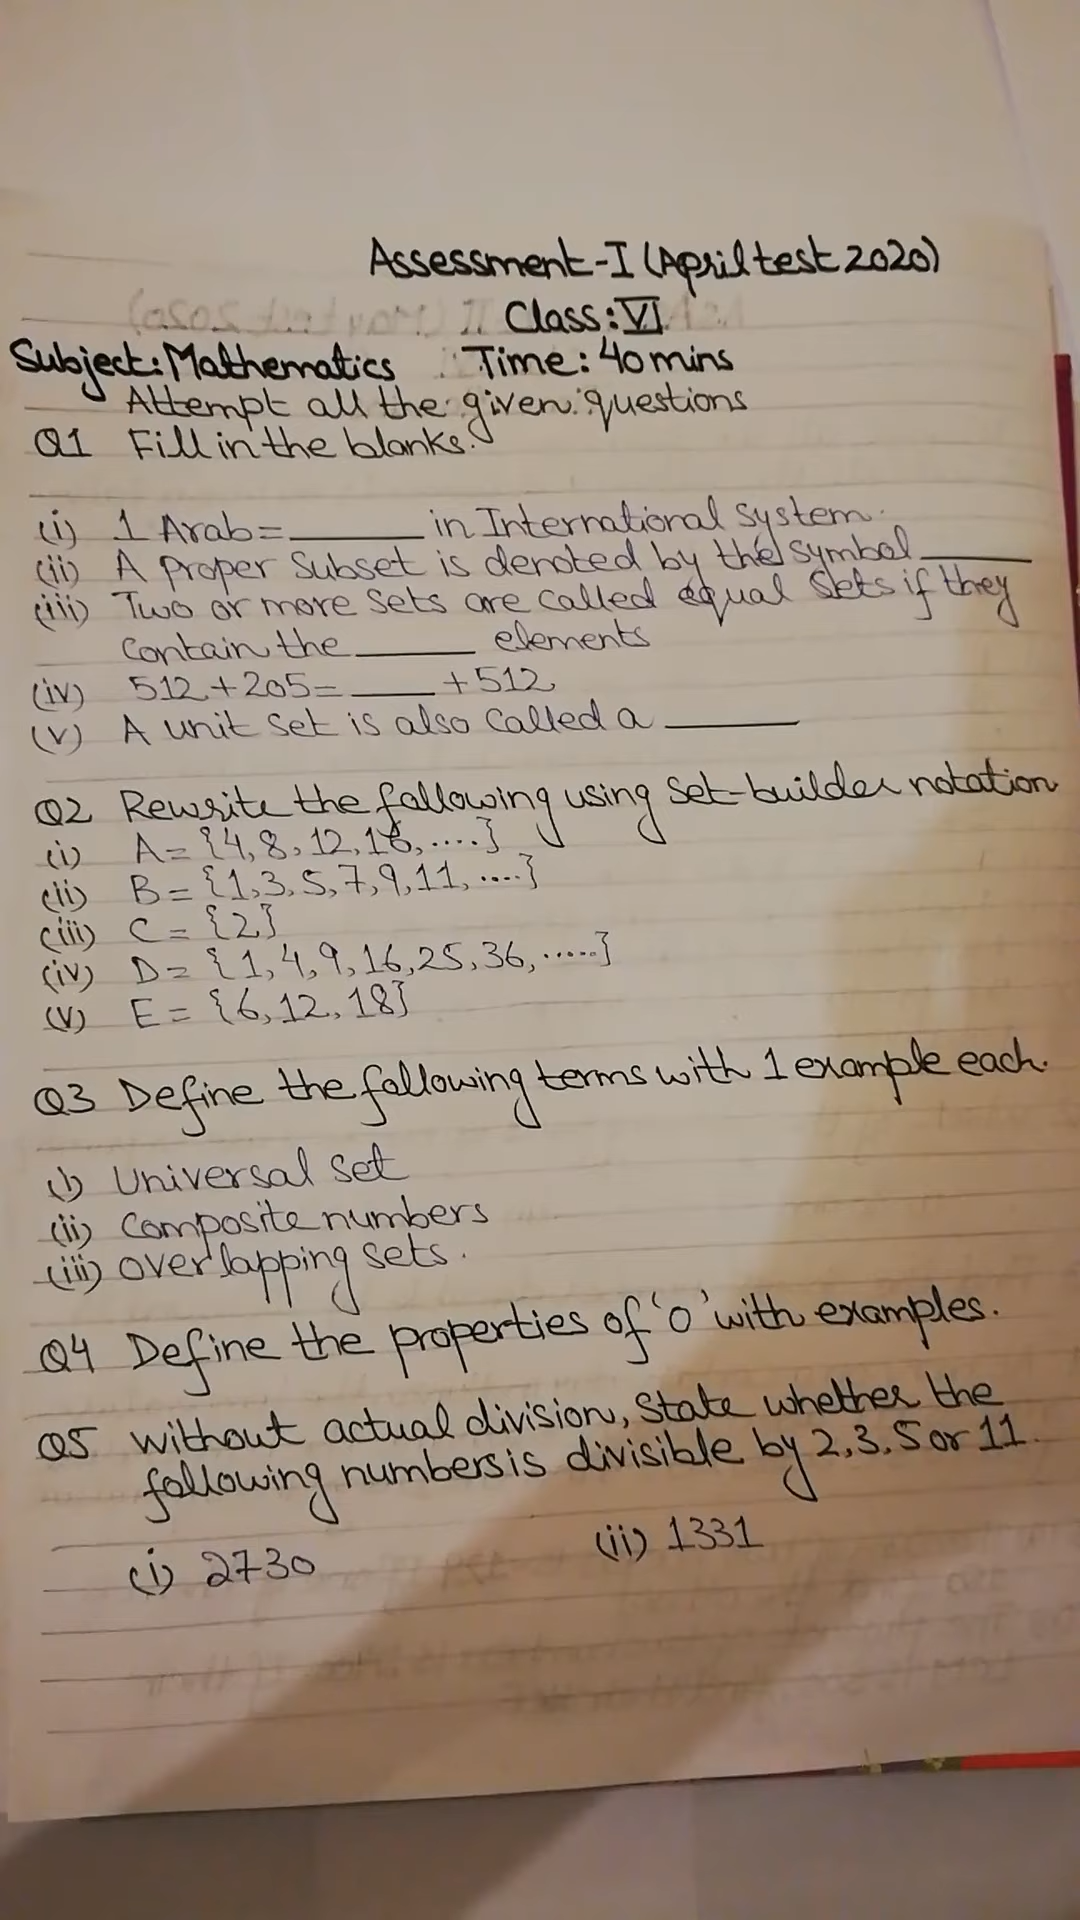 Assessment-I (April test 2020)
Class: VI
Subject: Mathematics Time: 40 mins
Attempt all the given questions
Q1 Fill in the blanks.
(i) 1 Arab = ______ in International system.
(ii) A proper Subset is denoted by the symbol ______
(iii) Two or more sets are called equal sets if they
contain the ______ elements
(iv) 512 + 205 = ____ + 512
(v) A unit set is also called a ______
Q2 Rewrite the following using set-builder notation
(i) A = {4, 8, 12, 16, ....}
(ii) B = {1, 3, 5, 7, 9, 11, ....}
(iii) C = {2}
(iv) D = {1, 4, 9, 16, 25, 36, .....}
(v) E = {6, 12, 18}
Q3 Define the following terms with 1 example each.
(i) Universal set
(ii) Composite numbers
(iii) overlapping sets.
Q4 Define the properties of '0' with examples.
Q5 without actual division, State whether the
following numbers is divisible by 2, 3, 5 or 11.
(i) 2730 (ii) 1331